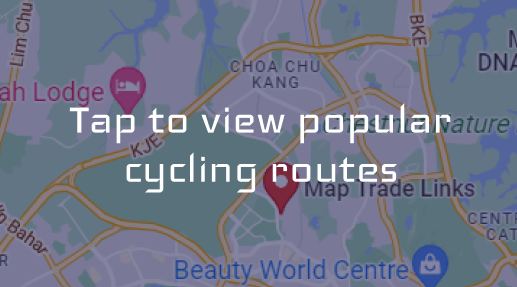 Lim Chu
BKE
CHOA CHU
KANG
DNA
ah Lodge
Tap to view popular
Nature
KJE
cycling routes
Map Trade Links
Bahar
CENT
CAT
R
Beauty World Centre